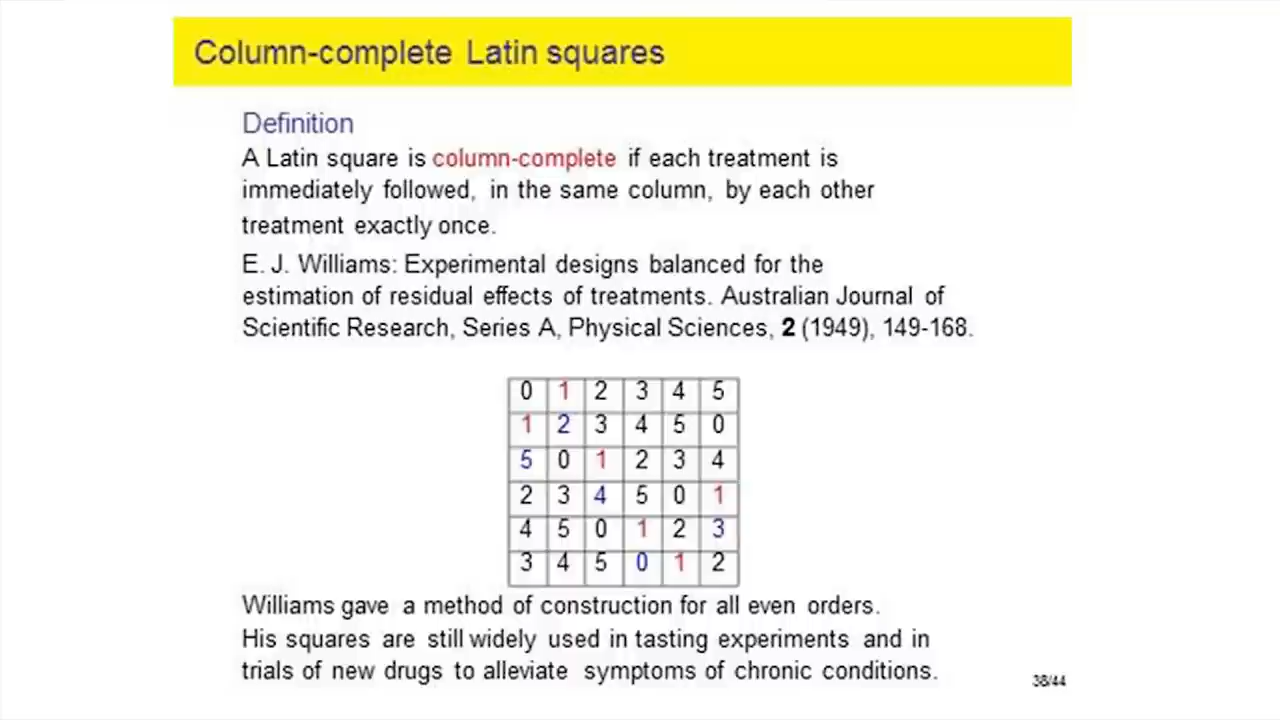 Column-complete Latin squares
Definition
A Latin square is column-complete if each treatment is
immediately followed, in the same column, by each other
treatment exactly once.
E. J. Williams: Experimental designs balanced for the
estimation of residual effects of treatments. Australian Journal of
Scientific Research, Series A, Physical Sciences, 2 (1949), 149-168.
0 1 2 3 4 5
1 2 3 4 5 0
5 0 1 2 3 4
2 3 4 5 0 1
4 5 0 1 2 3
3 4 5 0 1 2
Williams gave a method of construction for all even orders.
His squares are still widely used in tasting experiments and in
trials of new drugs to alleviate symptoms of chronic conditions.
38/44